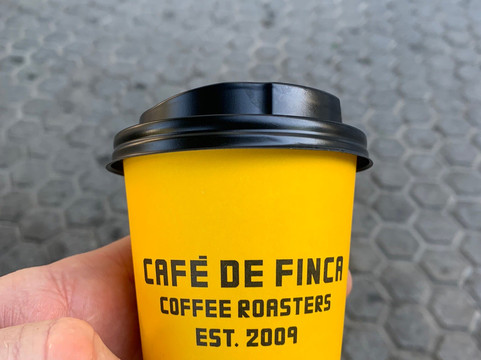 CAFÉ DE FINCA
COFFEE ROASTERS
EST. 2009